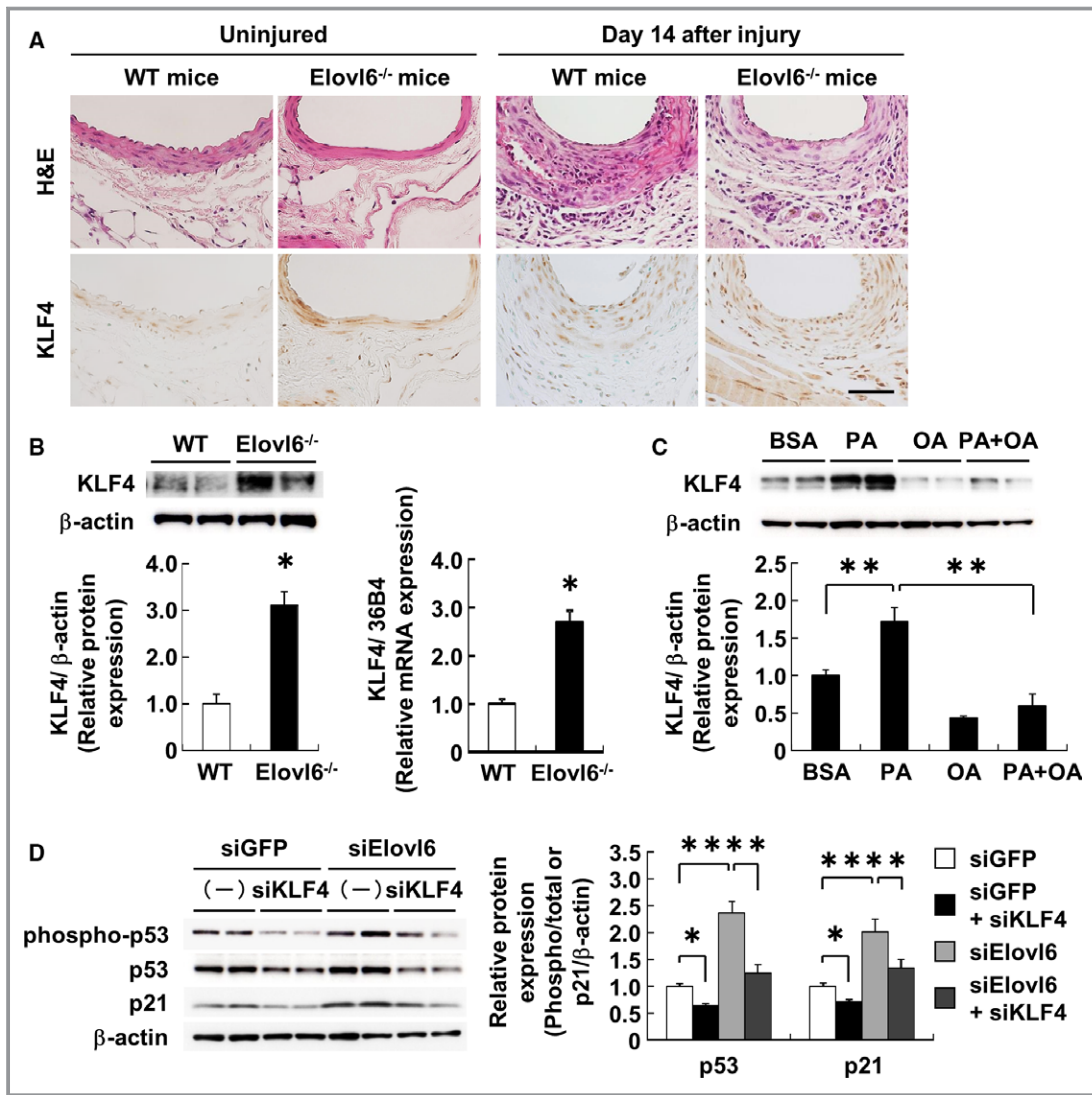 A
Uninjured
Day 14 after injury
WT mice
Elovl6-/- mice
WT mice
Elovl6-/- mice
H&E
KLF4
B
WT
Elovl6-/-
KLF4
β-actin
KLF4/ β-actin
(Relative protein
expression)
4.0
3.0
2.0
1.0
0
*
WT
Elovl6-/-
KLF4/ 36B4
(Relative mRNA expression)
4.0
3.0
2.0
1.0
0
*
WT
Elovl6-/-
C
BSA
PA
OA
PA+OA
KLF4
β-actin
KLF4/ β-actin
(Relative protein
expression)
2.5
2.0
1.5
1.0
0.5
0
**
**
BSA
PA
OA
PA+OA
D
siGFP
siElovl6
(−)
siKLF4
(−)
siKLF4
phospho-p53
p53
p21
β-actin
Relative protein
expression
(Phospho/total or
p21/β-actin)
3.5
3.0
2.5
2.0
1.5
1.0
0.5
0
****
*
****
*
p53
p21
siGFP
siGFP
+ siKLF4
siElovl6
siElovl6
+ siKLF4